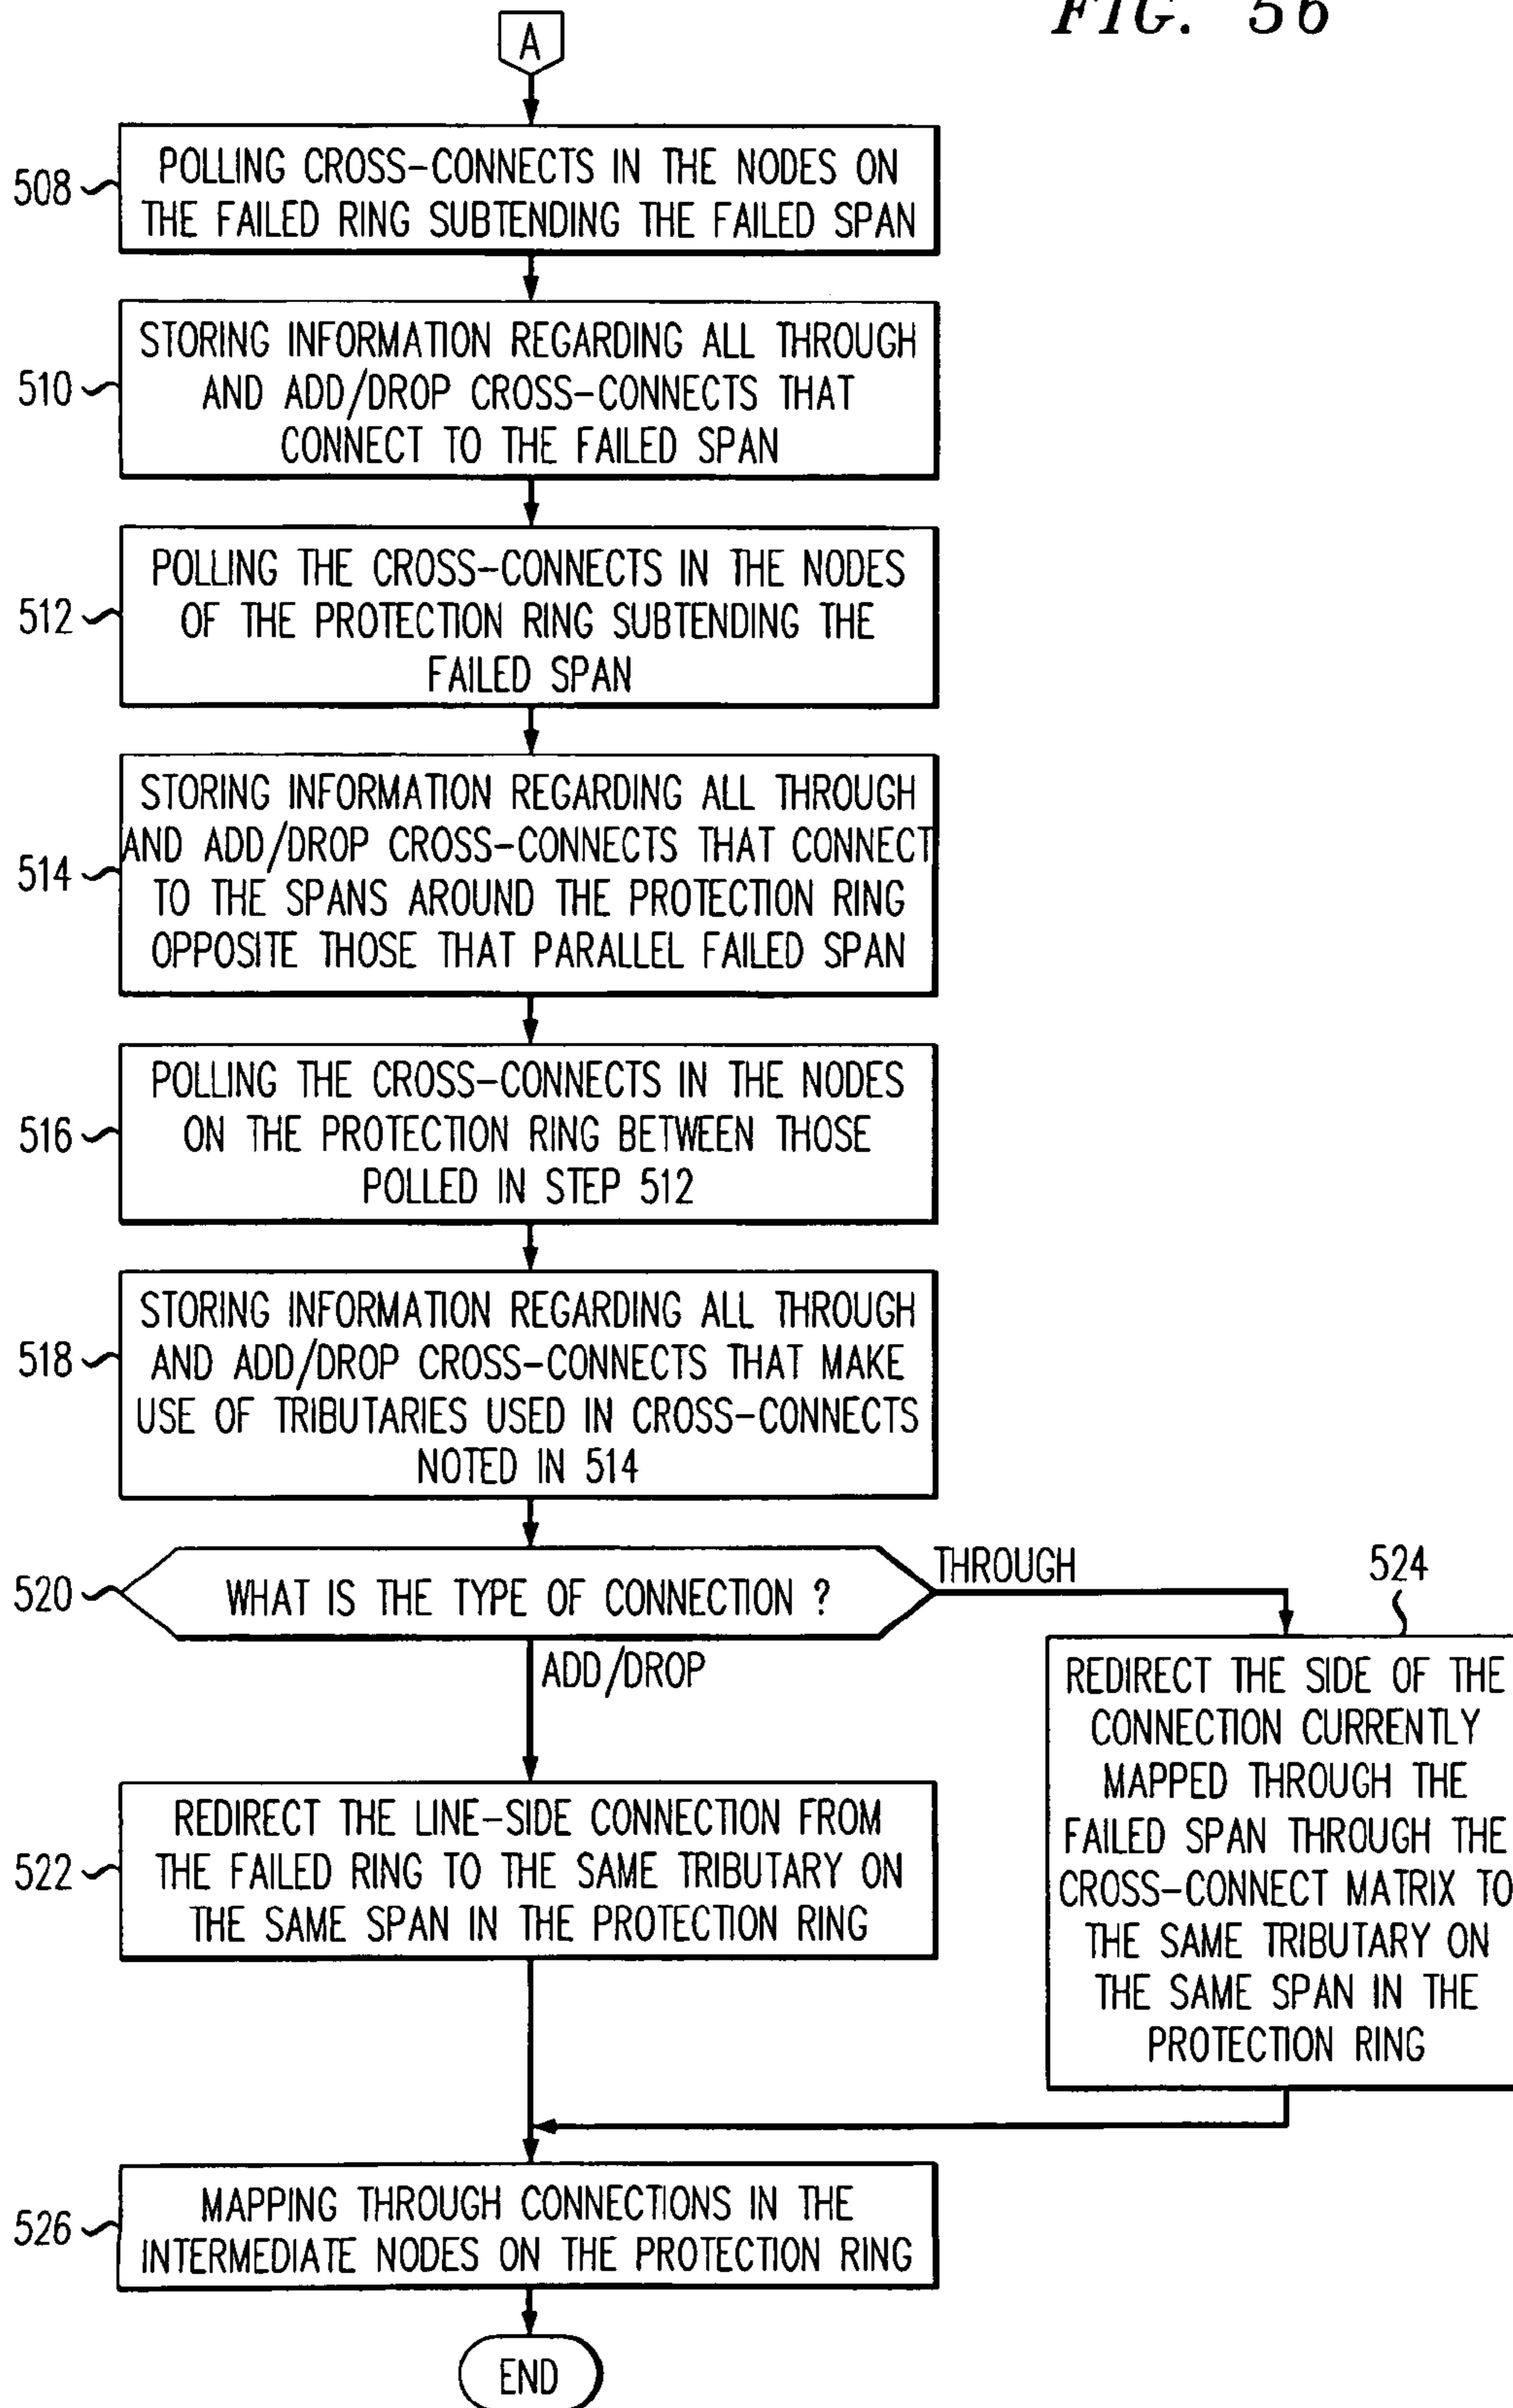 FIG. 56
A
508
POLLING CROSS-CONNECTS IN THE NODES ON
THE FAILED RING SUBTENDING THE FAILED SPAN
510
STORING INFORMATION REGARDING ALL THROUGH
AND ADD/DROP CROSS-CONNECTS THAT
CONNECT TO THE FAILED SPAN
512
POLLING THE CROSS-CONNECTS IN THE NODES
OF THE PROTECTION RING SUBTENDING THE
FAILED SPAN
514
STORING INFORMATION REGARDING ALL THROUGH
AND ADD/DROP CROSS-CONNECTS THAT CONNECT
TO THE SPANS AROUND THE PROTECTION RING
OPPOSITE THOSE THAT PARALLEL FAILED SPAN
516
POLLING THE CROSS-CONNECTS IN THE NODES
ON THE PROTECTION RING BETWEEN THOSE
POLLED IN STEP 512
518
STORING INFORMATION REGARDING ALL THROUGH
AND ADD/DROP CROSS-CONNECTS THAT MAKE
USE OF TRIBUTARIES USED IN CROSS-CONNECTS
NOTED IN 514
520
WHAT IS THE TYPE OF CONNECTION ?
THROUGH
ADD/DROP
524
REDIRECT THE SIDE OF THE
CONNECTION CURRENTLY
MAPPED THROUGH THE
FAILED SPAN THROUGH THE
CROSS-CONNECT MATRIX TO
THE SAME TRIBUTARY ON
THE SAME SPAN IN THE
PROTECTION RING
522
REDIRECT THE LINE-SIDE CONNECTION FROM
THE FAILED RING TO THE SAME TRIBUTARY ON
THE SAME SPAN IN THE PROTECTION RING
526
MAPPING THROUGH CONNECTIONS IN THE
INTERMEDIATE NODES ON THE PROTECTION RING
END